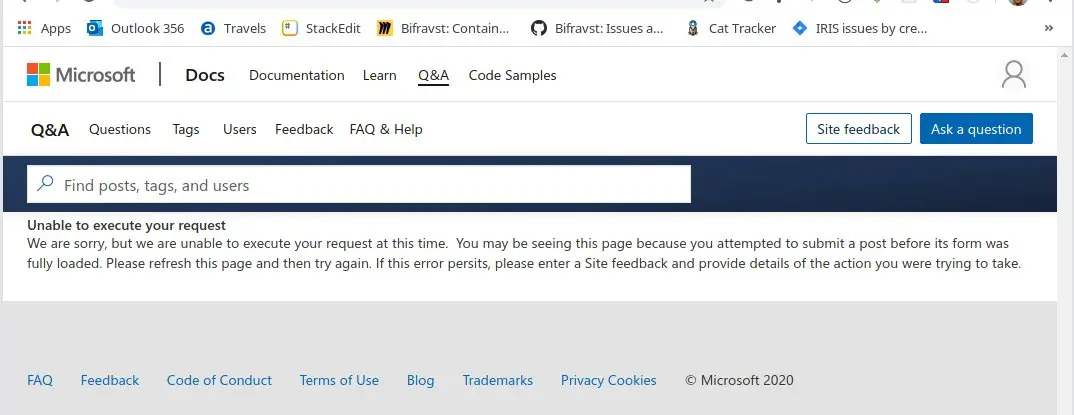 Apps Outlook 356 Travels StackEdit Bifravst: Contain... Bifravst: Issues a... Cat Tracker IRIS issues by cre... »
Microsoft Docs Documentation Learn Q&A Code Samples
Q&A Questions Tags Users Feedback FAQ & Help Site feedback Ask a question
Find posts, tags, and users
Unable to execute your request
We are sorry, but we are unable to execute your request at this time.  You may be seeing this page because you attempted to submit a post before its form was
fully loaded. Please refresh this page and then try again. If this error persits, please enter a Site feedback and provide details of the action you were trying to take.
FAQ Feedback Code of Conduct Terms of Use Blog Trademarks Privacy Cookies © Microsoft 2020